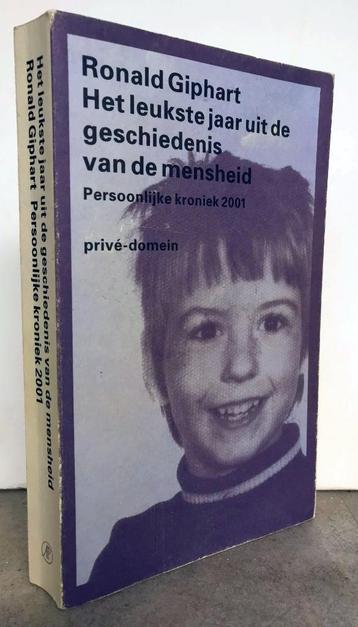 Ronald Giphart
Het leukste jaar uit de
geschiedenis
van de mensheid
Persoonlijke kroniek 2001
privé-domein
Het leukste jaar uit de geschiedenis van de mensheid
Ronald Giphart Persoonlijke kroniek 2001